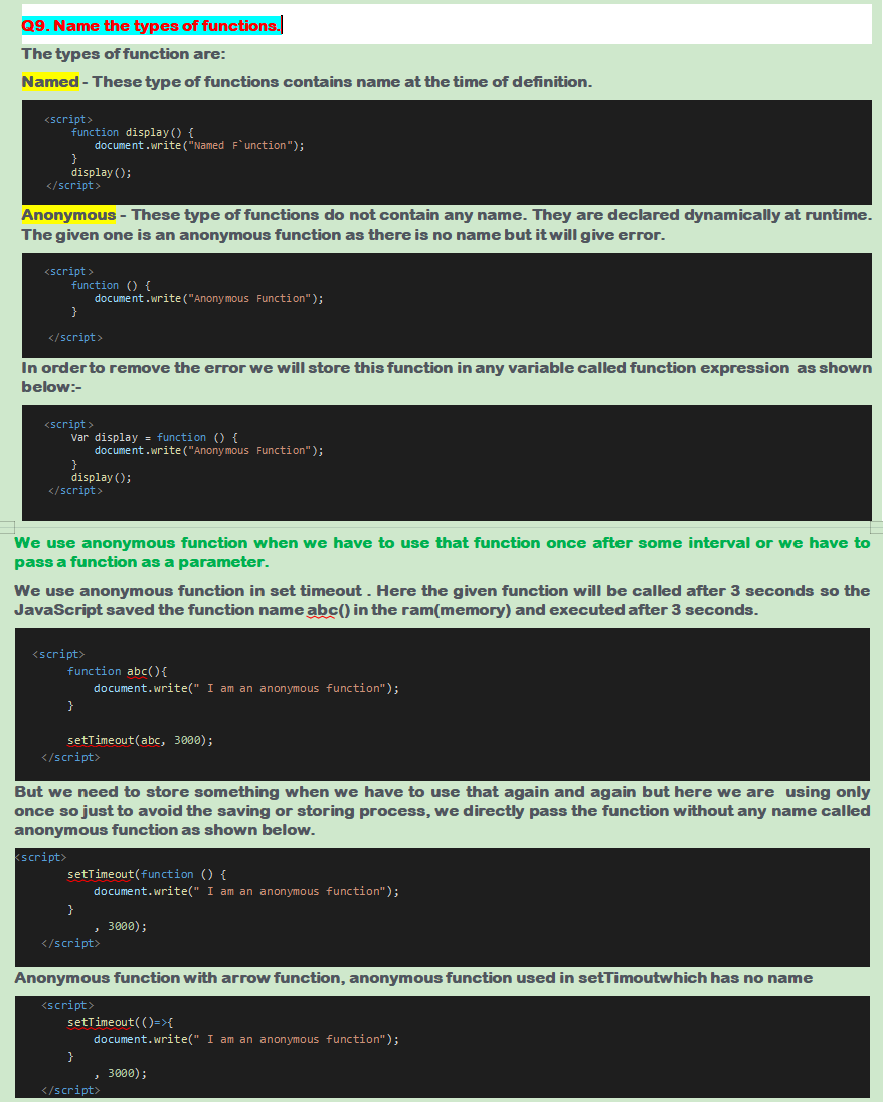 Q9. Name the types of functions.
The types of function are:
Named - These type of functions contains name at the time of definition.
<script>
function display() {
document.write("Named F`unction");
}
display();
</script>
Anonymous - These type of functions do not contain any name. They are declared dynamically at runtime.
The given one is an anonymous function as there is no name but it will give error.
<script>
function () {
document.write("Anonymous Function");
}
</script>
In order to remove the error we will store this function in any variable called function expression as shown
below:-
<script>
Var display = function () {
document.write("Anonymous Function");
}
display();
</script>
We use anonymous function when we have to use that function once after some interval or we have to
pass a function as a parameter.
We use anonymous function in set timeout . Here the given function will be called after 3 seconds so the
JavaScript saved the function name abc() in the ram(memory) and executed after 3 seconds.
<script>
function abc(){
document.write(" I am an anonymous function");
}
setTimeout(abc, 3000);
</script>
But we need to store something when we have to use that again and again but here we are using only
once so just to avoid the saving or storing process, we directly pass the function without any name called
anonymous function as shown below.
<script>
setTimeout(function () {
document.write(" I am an anonymous function");
}
, 3000);
</script>
Anonymous function with arrow function, anonymous function used in setTimoutwhich has no name
<script>
setTimeout(()=>{
document.write(" I am an anonymous function");
}
, 3000);
</script>